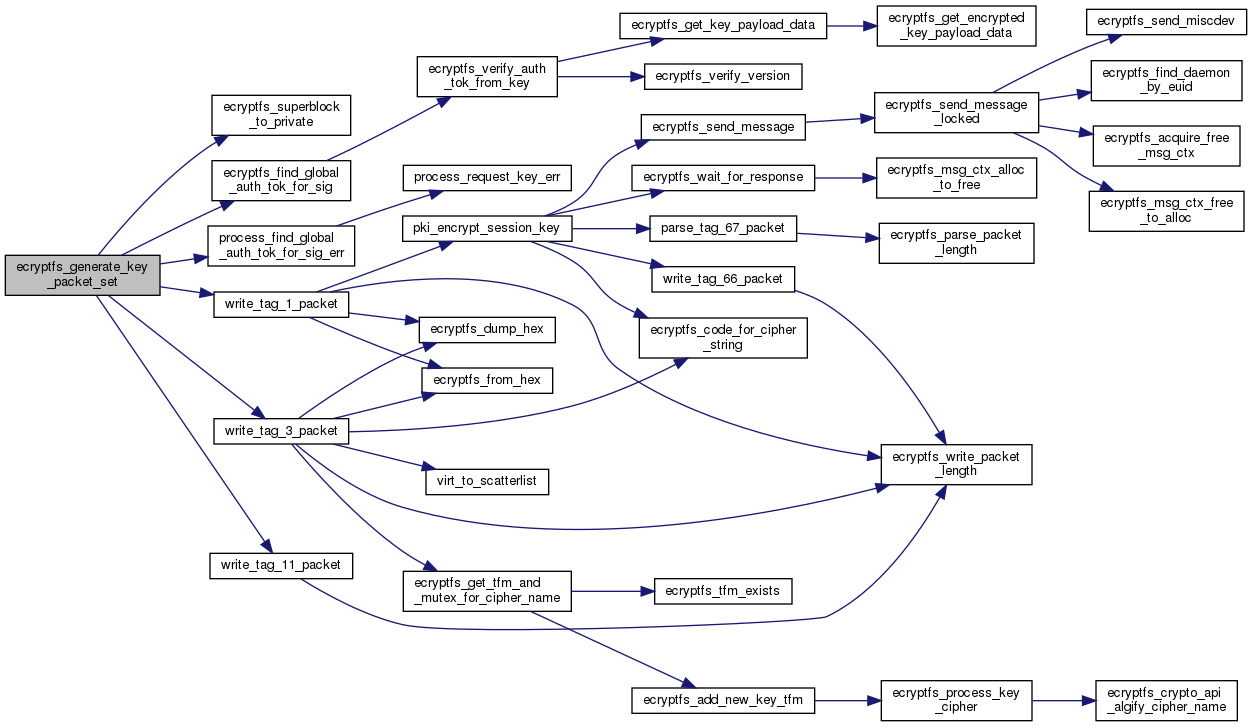 ecryptfs_generate_key
_packet_set
ecryptfs_superblock
_to_private
ecryptfs_find_global
_auth_tok_for_sig
process_find_global
_auth_tok_for_sig_err
write_tag_1_packet
write_tag_3_packet
write_tag_11_packet
ecryptfs_verify_auth
_tok_from_key
process_request_key_err
pki_encrypt_session_key
ecryptfs_dump_hex
ecryptfs_from_hex
virt_to_scatterlist
ecryptfs_get_tfm_and
_mutex_for_cipher_name
ecryptfs_get_key_payload_data
ecryptfs_verify_version
ecryptfs_send_message
ecryptfs_wait_for_response
parse_tag_67_packet
write_tag_66_packet
ecryptfs_code_for_cipher
_string
ecryptfs_tfm_exists
ecryptfs_add_new_key_tfm
ecryptfs_get_encrypted
_key_payload_data
ecryptfs_send_message
_locked
ecryptfs_msg_ctx_alloc
_to_free
ecryptfs_parse_packet
_length
ecryptfs_write_packet
_length
ecryptfs_process_key
_cipher
ecryptfs_send_miscdev
ecryptfs_find_daemon
_by_euid
ecryptfs_acquire_free
_msg_ctx
ecryptfs_msg_ctx_free
_to_alloc
ecryptfs_crypto_api
_algify_cipher_name